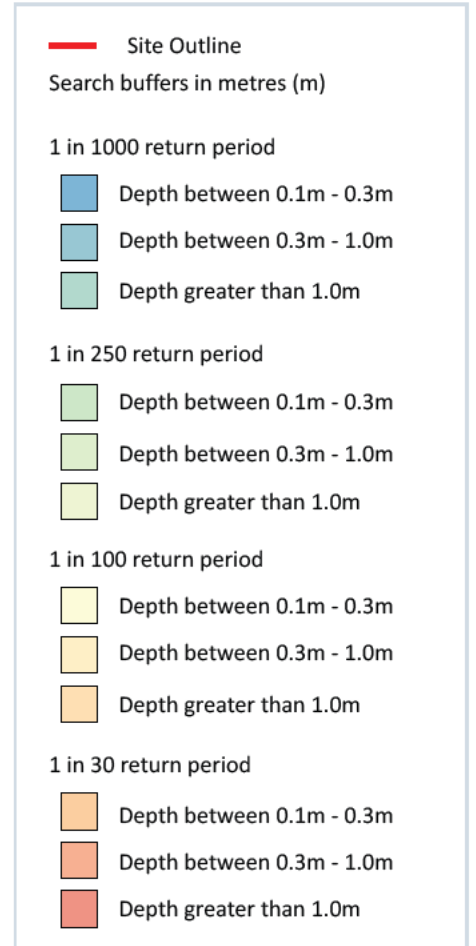 Site Outline
Search buffers in metres (m)
1 in 1000 return period
Depth between 0.1m - 0.3m
Depth between 0.3m - 1.0m
Depth greater than 1.0m
1 in 250 return period
Depth between 0.1m - 0.3m
Depth between 0.3m - 1.0m
Depth greater than 1.0m
1 in 100 return period
Depth between 0.1m - 0.3m
Depth between 0.3m - 1.0m
Depth greater than 1.0m
1 in 30 return period
Depth between 0.1m - 0.3m
Depth between 0.3m - 1.0m
Depth greater than 1.0m